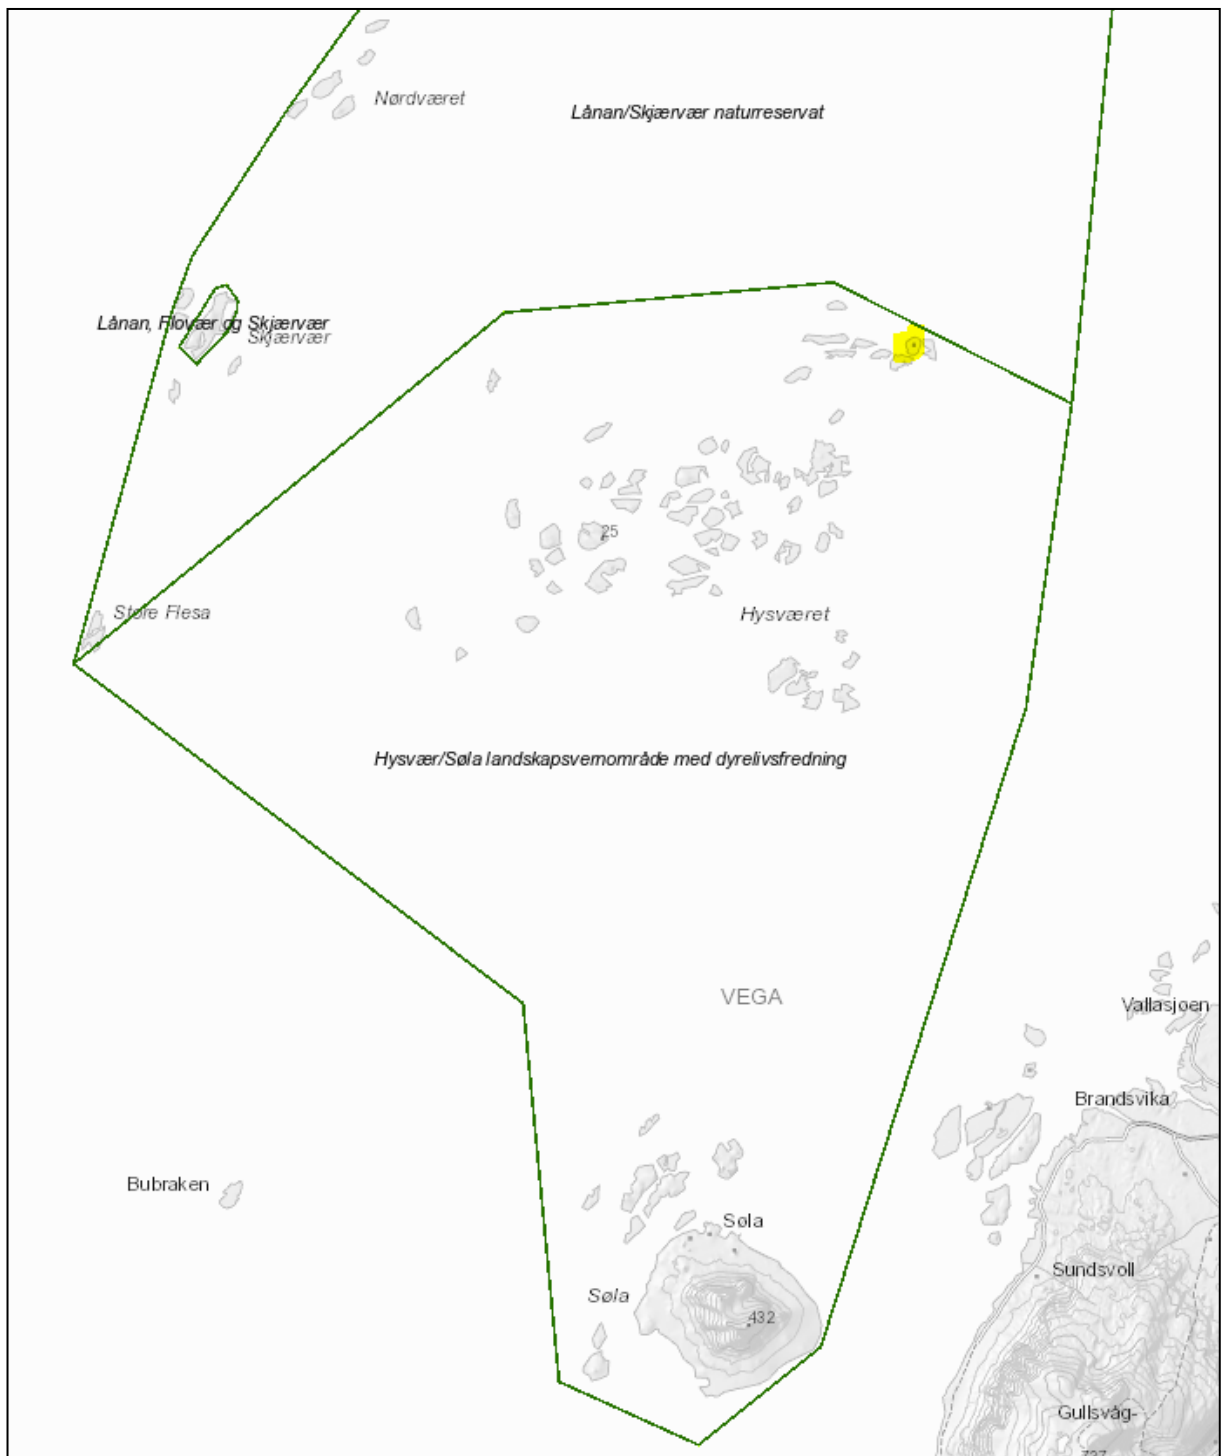 Nørdværet
Lånan/Skjærvær naturreservat
Lånan, Flovær og Skjærvær
Skjærvær
25
Store Flesa
Hysværet
Hysvær/Søla landskapsvernområde med dyrelivsfredning
VEGA
Vallasjøen
Brandsvika
Bubraken
Søla
Sundsvoll
Søla
432
Gullsvåg-